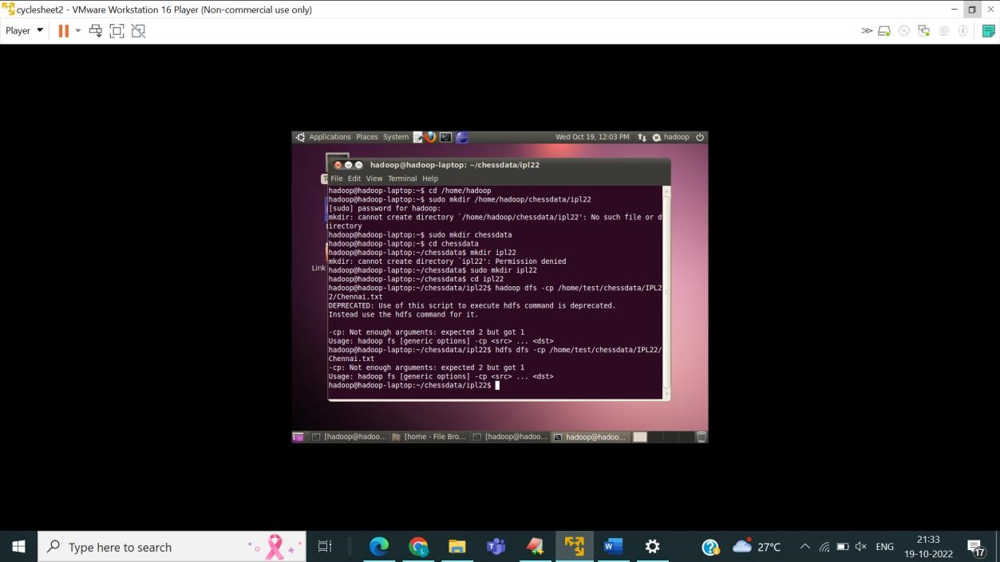 cyclesheet2 - VMware Workstation 16 Player (Non-commercial use only)
Player
Applications Places System Wed Oct 19, 12:03 PM hadoop
hadoop@hadoop-laptop: ~/chessdata/ipl22
File Edit View Terminal Help
hadoop@hadoop-laptop:~$ cd /home/hadoop
hadoop@hadoop-laptop:~$ sudo mkdir /home/hadoop/chessdata/ipl22
[sudo] password for hadoop:
mkdir: cannot create directory `/home/hadoop/chessdata/ipl22': No such file or d
irectory
hadoop@hadoop-laptop:~$ sudo mkdir chessdata
hadoop@hadoop-laptop:~$ cd chessdata
hadoop@hadoop-laptop:~/chessdata$ mkdir ipl22
mkdir: cannot create directory `ipl22': Permission denied
Link
hadoop@hadoop-laptop:~/chessdata$ sudo mkdir ipl22
hadoop@hadoop-laptop:~/chessdata$ cd ipl22
hadoop@hadoop-laptop:~/chessdata/ipl22$ hadoop dfs -cp /home/test/chessdata/IPL2
2/Chennai.txt
DEPRECATED: Use of this script to execute hdfs command is deprecated.
Instead use the hdfs command for it.
-cp: Not enough arguments: expected 2 but got 1
Usage: hadoop fs [generic options] -cp <src> ... <dst>
hadoop@hadoop-laptop:~/chessdata/ipl22$ hdfs dfs -cp /home/test/chessdata/IPL22/
Chennai.txt
-cp: Not enough arguments: expected 2 but got 1
Usage: hadoop fs [generic options] -cp <src> ... <dst>
hadoop@hadoop-laptop:~/chessdata/ipl22$
[hadoop@hadoo... [home - File Bro... [hadoop@hadoo... hadoop@hadoo...
Type here to search
27°C
ENG
21:33
19-10-2022
17